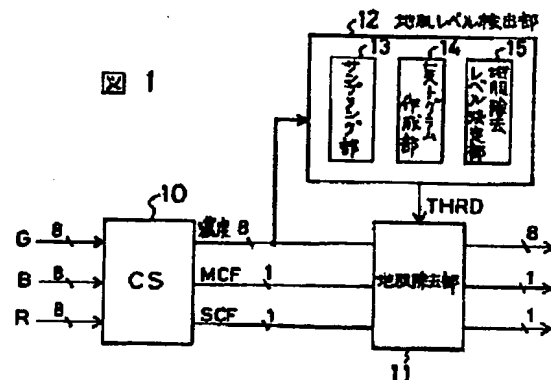 12 地肌レベル検出部
13 14 15
サンプリング部
ヒストグラム作成部
地肌除去レベル決定部
図 1
10
THRD
G 8
B 8
R 8
CS
濃度 8
MCF 1
SCF 1
地肌除去部
8
1
1
11